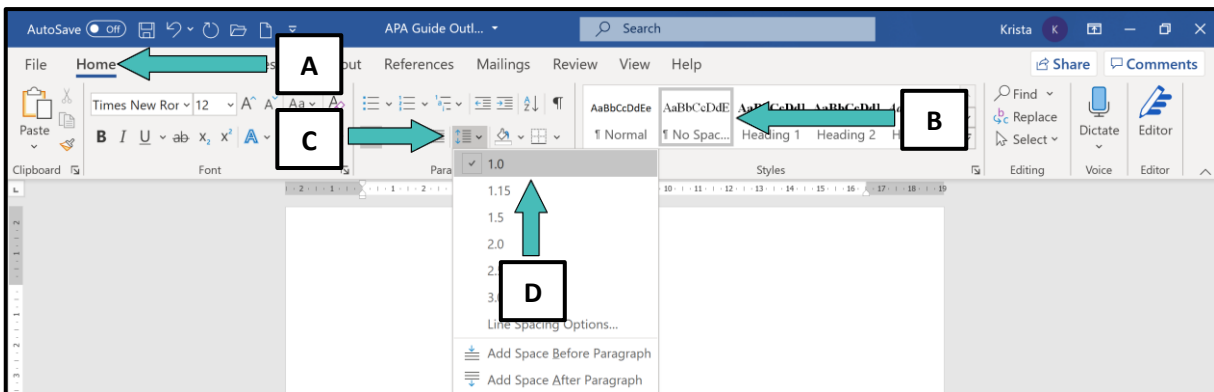 AutoSave Off APA Guide Outl... Search Krista K
File Home A out References Mailings Review View Help Share Comments
Times New Ror 12 A A Aa A Find
Paste B I U ab x₂ x² A C AaBbCcDdEe AaBbCcDdE AaBbCcDdI AaBbCcDdI B Replace Dictate Editor
¶ Normal ¶ No Spac... Heading 1 Heading 2 H Select
Clipboard Font Para Styles Editing Voice Editor
1.0
1.15
1.5
2.0
D
Line Spacing Options...
Add Space Before Paragraph
Add Space After Paragraph